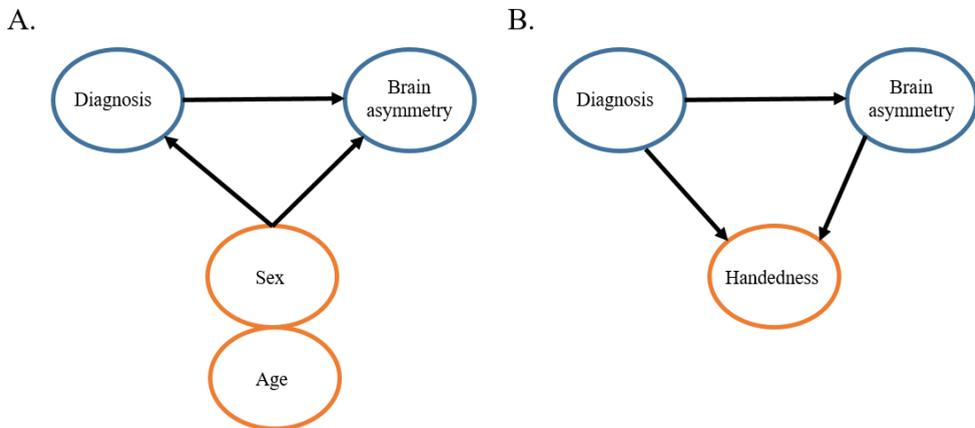 A.
Diagnosis
Brain
asymmetry
Sex
Age
B.
Diagnosis
Brain
asymmetry
Handedness